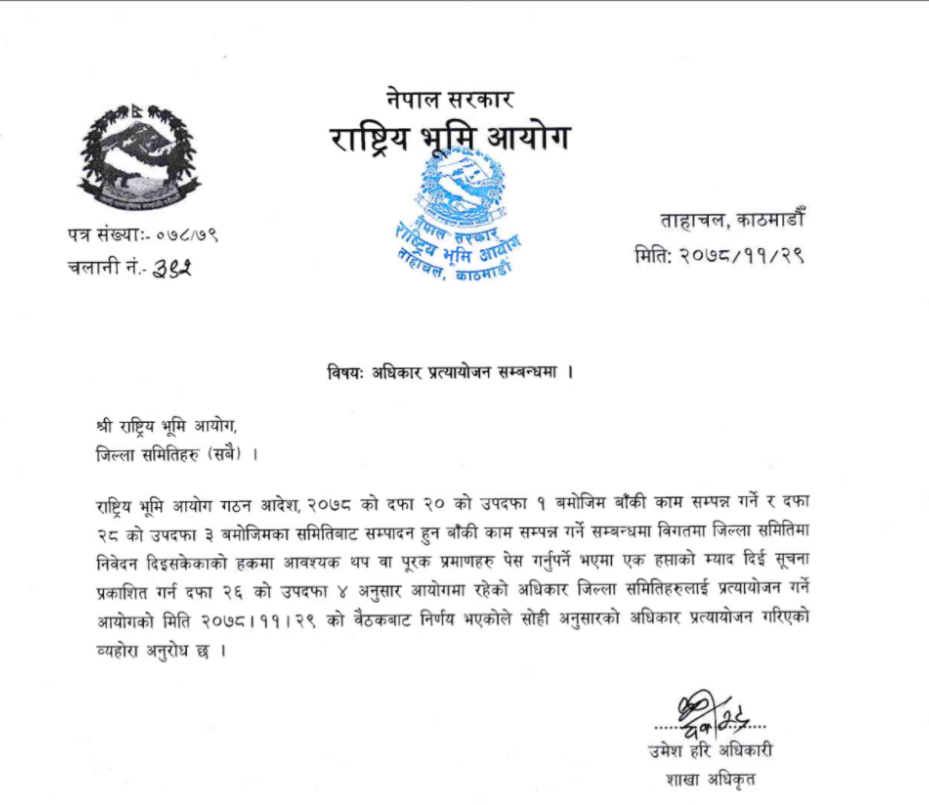 नेपाल सरकार
राष्ट्रिय भूमि आयोग
नेपाल सरकार
राष्ट्रिय भूमि आयोग
ताहाचल, काठमाडौं
पत्र संख्याः- ०७८/७९
ताहाचल, काठमाडौँ
चलानी नं.- ३९२
मिति: २०७८/११/२९
विषयः अधिकार प्रत्यायोजन सम्बन्धमा ।
श्री राष्ट्रिय भूमि आयोग,
जिल्ला समितिहरु (सबै) ।
राष्ट्रिय भूमि आयोग गठन आदेश, २०७८ को दफा २० को उपदफा १ बमोजिम बाँकी काम सम्पन्न गर्ने र दफा
२८ को उपदफा ३ बमोजिमका समितिबाट सम्पादन हुन बाँकी काम सम्पन्न गर्ने सम्बन्धमा विगतमा जिल्ला समितिमा
निवेदन दिइसकेकाको हकमा आवश्यक थप वा पूरक प्रमाणहरु पेस गर्नुपर्ने भएमा एक हप्ताको म्याद दिई सूचना
प्रकाशित गर्न दफा २६ को उपदफा ४ अनुसार आयोगमा रहेको अधिकार जिल्ला समितिहरुलाई प्रत्यायोजन गर्ने
आयोगको मिति २०७८।११।२९ को वैठकबाट निर्णय भएकोले सोही अनुसारको अधिकार प्रत्यायोजन गरिएको
व्यहोरा अनुरोध छ ।
उमेश हरि अधिकारी
शाखा अधिकृत